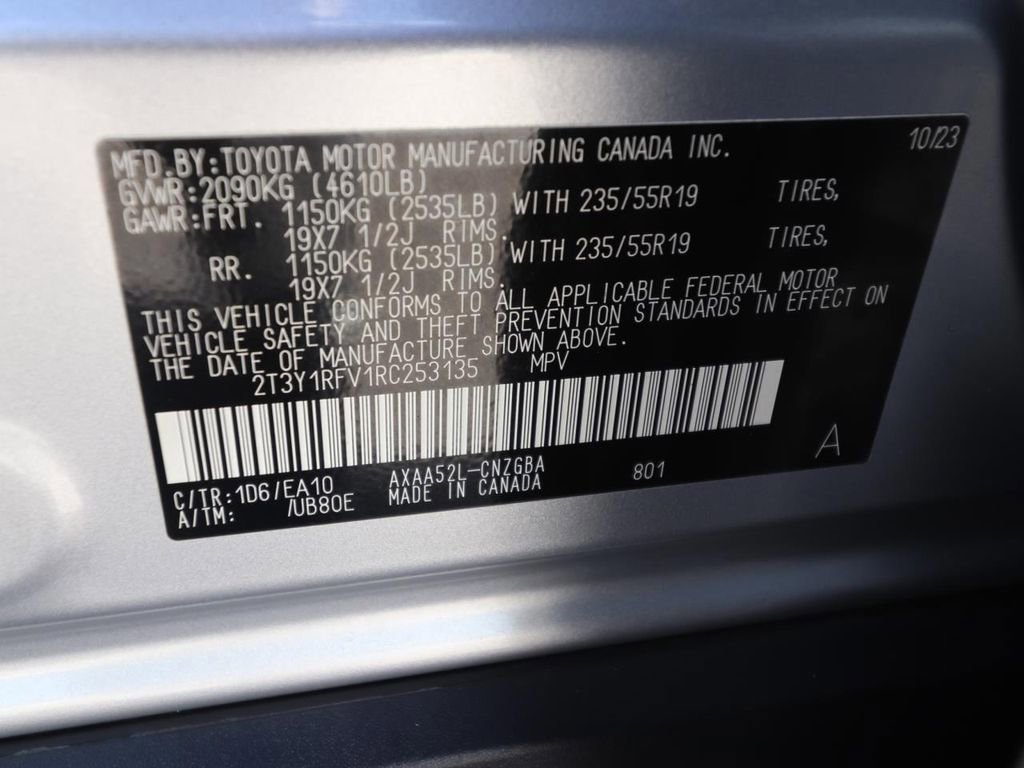 10/23
MFD.BY:TOYOTA MOTOR MANUFACTURING CANADA INC.
GVWR:2090KG (4610LB)
GAWR:FRT. 1150KG (2535LB) WITH 235/55R19 TIRES,
19X7 1/2J RIMS.
RR. 1150KG (2535LB) WITH 235/55R19 TIRES,
19X7 1/2J RIMS.
THIS VEHICLE CONFORMS TO ALL APPLICABLE FEDERAL MOTOR
VEHICLE SAFETY AND THEFT PREVENTION STANDARDS IN EFFECT ON
THE DATE OF MANUFACTURE SHOWN ABOVE.
2T3Y1RFV1RC253135 MPV
C/TR:1D6/EA10 AXAA52L-CNZGBA 801 A
A/TM: /UB80E MADE IN CANADA